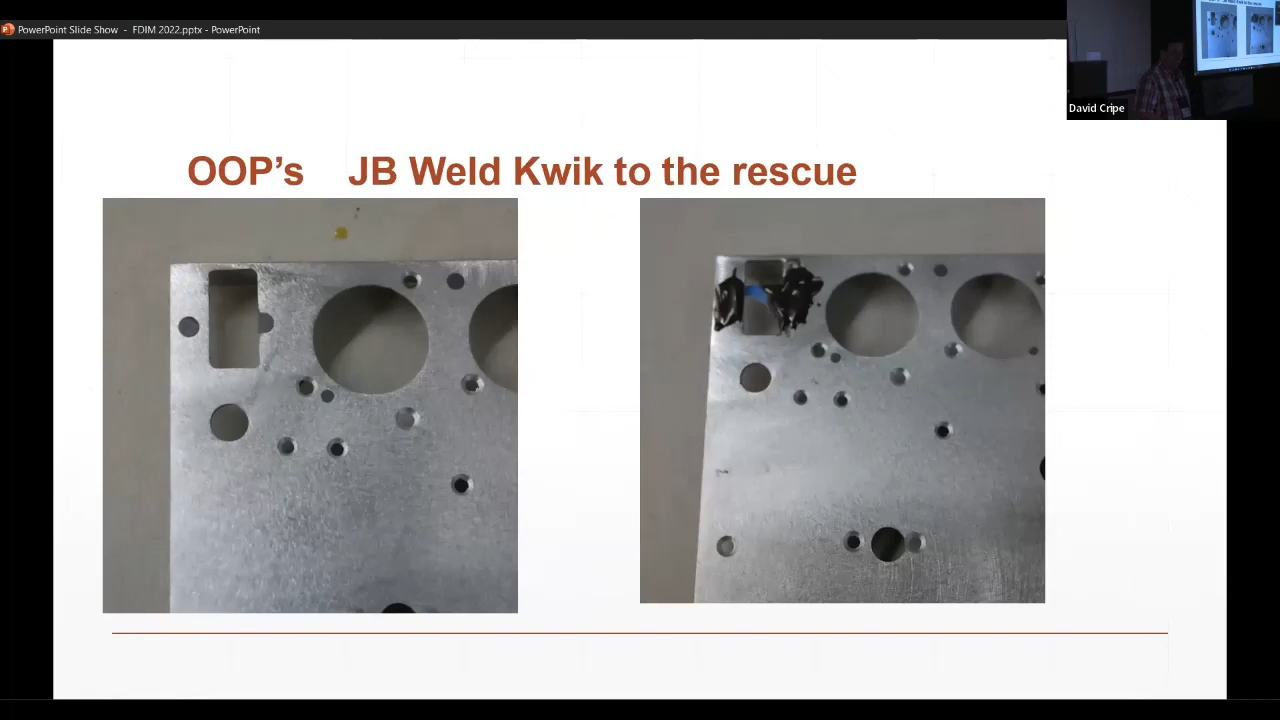 PowerPoint Slide Show - FDIM 2022.pptx - PowerPoint
David Cripe
OOP's JB Weld Kwik to the rescue